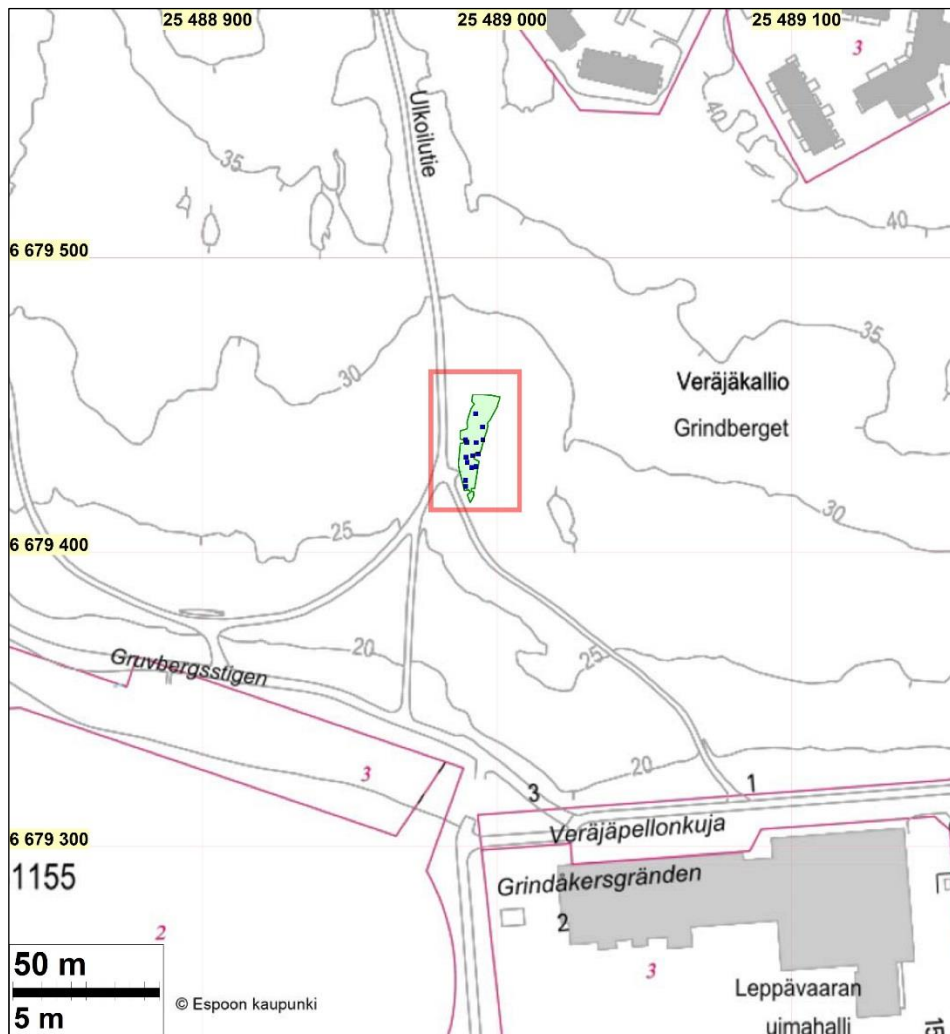 25 488 900
25 489 000
25 489 100
3
Ulkoilutie
40
35
40
6 679 500
35
30
Veräjäkallio
Grindberget
30
25
6 679 400
20
25
Gruvbergsstigen
3
20
1
3
6 679 300
Veräjäpellonkuja
1155
Grindåkersgränden
2
2
3
50 m
5 m
© Espoon kaupunki
Leppävaaran
uimahalli
15